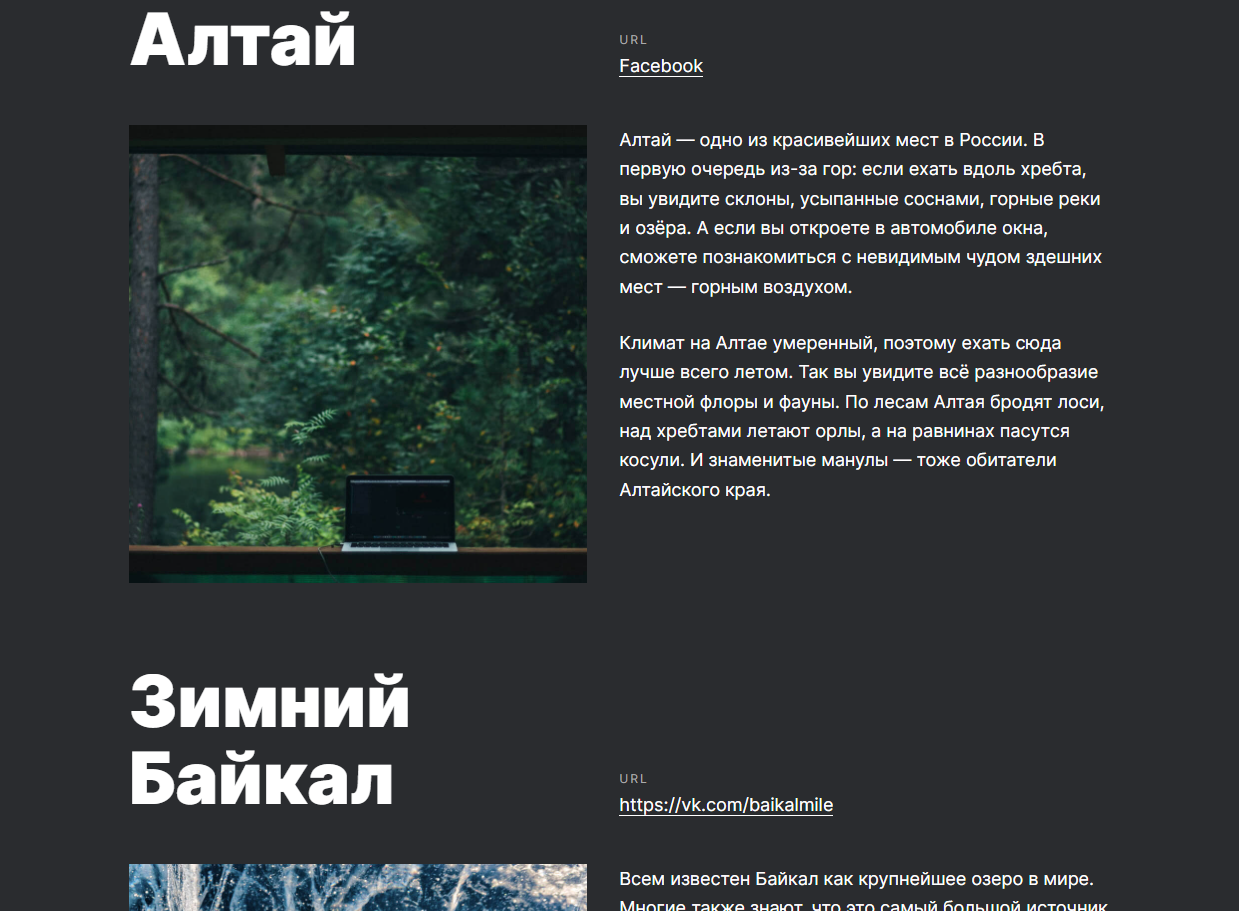 Алтай
URL
Facebook
Алтай — одно из красивейших мест в России. В
первую очередь из-за гор: если ехать вдоль хребта,
вы увидите склоны, усыпанные соснами, горные реки
и озёра. А если вы откроете в автомобиле окна,
сможете познакомиться с невидимым чудом здешних
мест — горным воздухом.
Климат на Алтае умеренный, поэтому ехать сюда
лучше всего летом. Так вы увидите всё разнообразие
местной флоры и фауны. По лесам Алтая бродят лоси,
над хребтами летают орлы, а на равнинах пасутся
косули. И знаменитые манулы — тоже обитатели
Алтайского края.
Зимний
Байкал
URL
https://vk.com/baikalmile
Всем известен Байкал как крупнейшее озеро в мире.
Многие также знают, что это самый большой источник